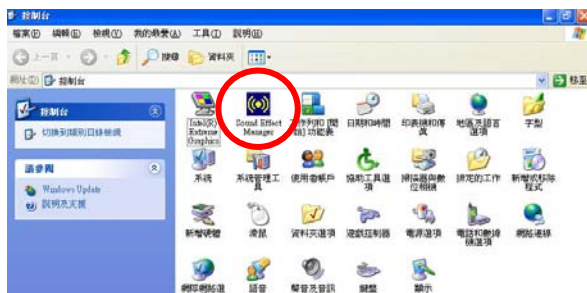 控制台
檔案(F) 編輯(E) 檢視(V) 我的最愛(A) 工具(T) 說明(H)
上一頁 搜尋 資料夾
網址(D) 控制台 移至
控制台
切換到類別目錄檢視
請參閱
Windows Update
說明及支援
Intel(R) Extreme Graphics
Sound Effect Manager
工作列和 [開始] 功能表
日期和時間
印表機和傳真
地區及語言選項
字型
系統
系統管理工具
使用者帳戶
協助工具選項
掃描器與數位相機
排定的工作
新增或移除程式
新增硬體
滑鼠
資料夾選項
遊戲控制器
電源選項
電話和數據機選項
網路連線
網際網路選
語音
聲音及音訊
鍵盤
顯示